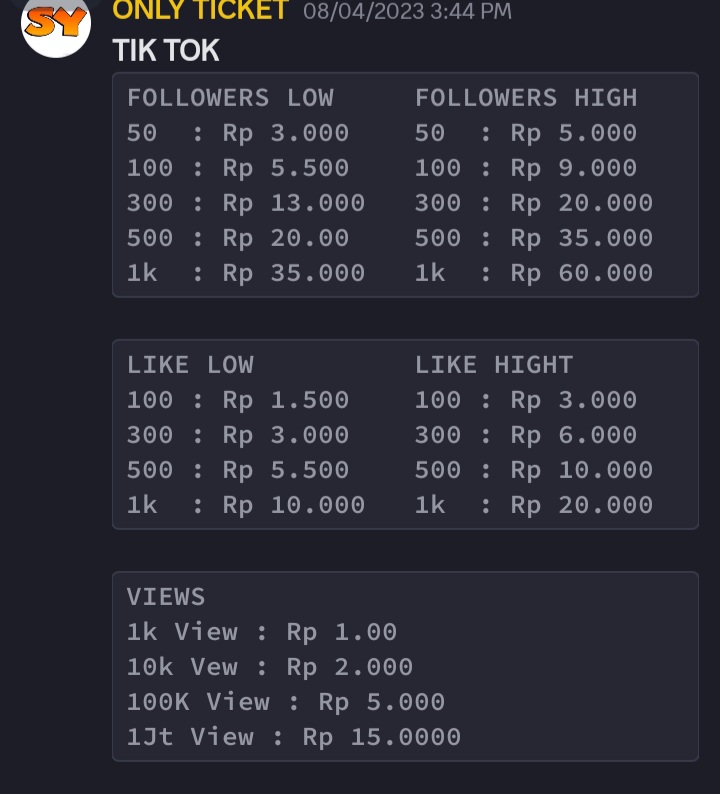 SY
ONLY TICKET 08/04/2023 3:44 PM
TIK TOK
FOLLOWERS LOW FOLLOWERS HIGH
50 : Rp 3.000 50 : Rp 5.000
100 : Rp 5.500 100 : Rp 9.000
300 : Rp 13.000 300 : Rp 20.000
500 : Rp 20.00 500 : Rp 35.000
1k : Rp 35.000 1k : Rp 60.000
LIKE LOW LIKE HIGHT
100 : Rp 1.500 100 : Rp 3.000
300 : Rp 3.000 300 : Rp 6.000
500 : Rp 5.500 500 : Rp 10.000
1k : Rp 10.000 1k : Rp 20.000
VIEWS
1k View : Rp 1.00
10k Vew : Rp 2.000
100K View : Rp 5.000
1Jt View : Rp 15.0000